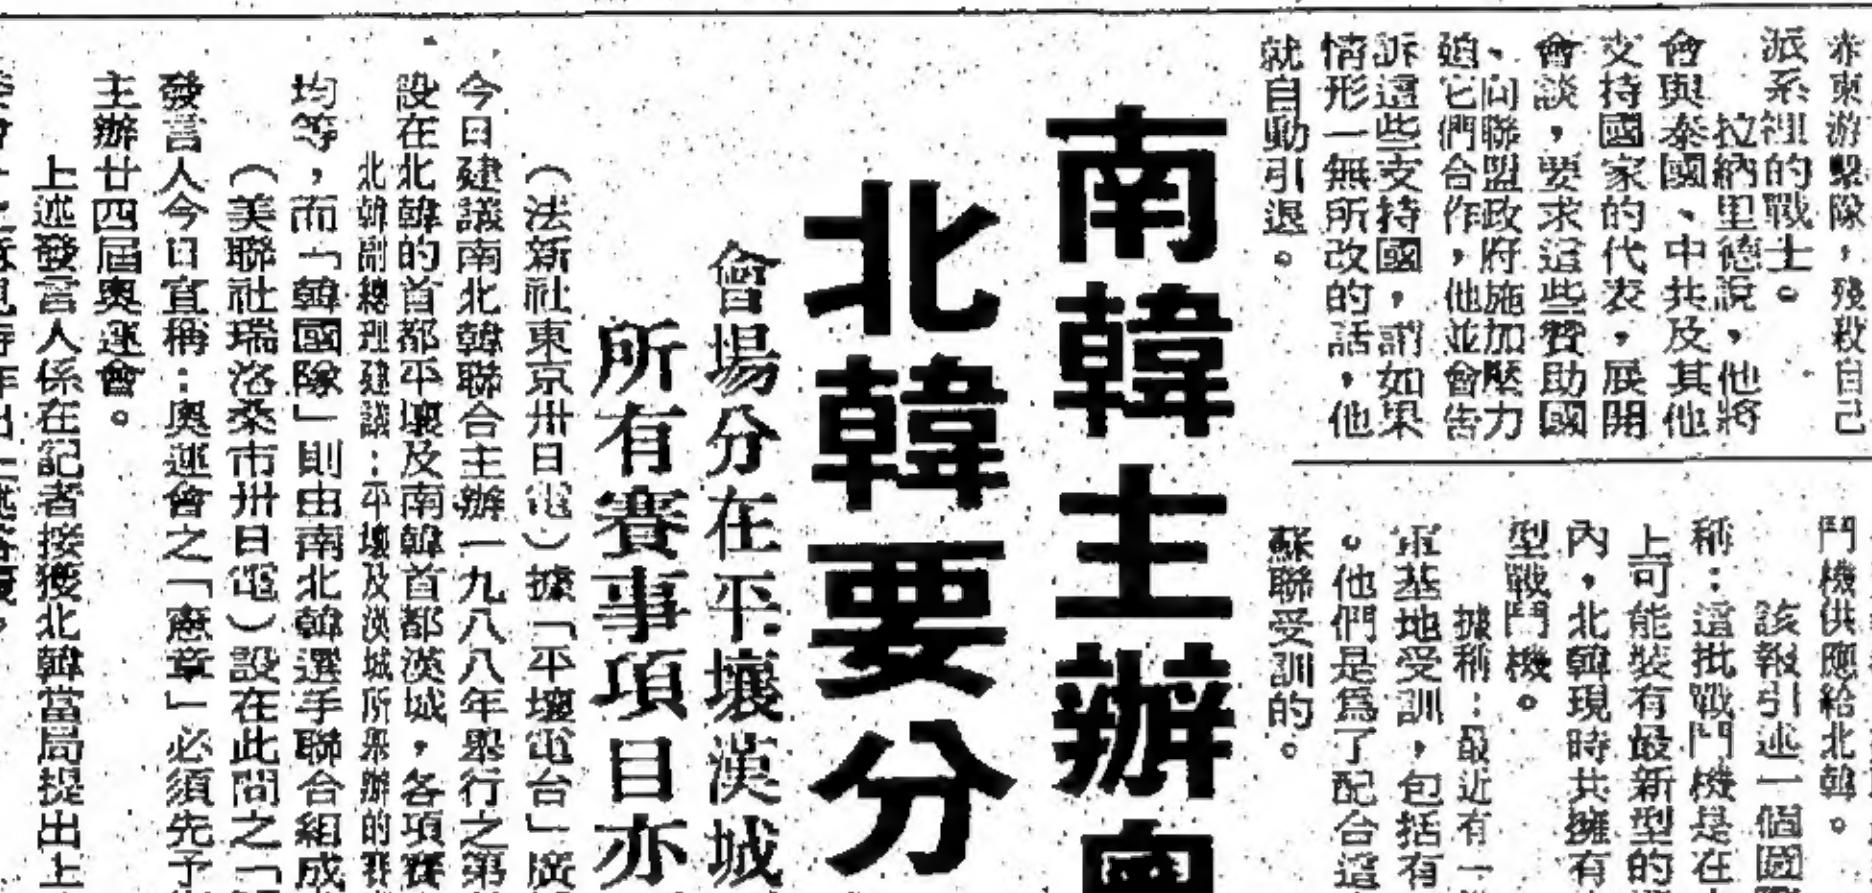 赤柬游擊隊，殘殺自己
派系裡的戰士。
拉納里德說，他將
會與泰國、中共及其他
支持國家的代表，展開
會談，要求這些贊助國
、向聯盟政府施加壓力
迫它們合作，他並會告
訴這些支持國，謂如果
情形一無所改的話，他
就自動引退。
鬥機供應給北韓。
該報引述一個國
稱：這批戰鬥機是在
上可能裝有最新型的
內，北韓現時共擁有
型戰鬥機。
據稱：最近有一
軍基地受訓，包括有
。他們是為了配合這
蘇聯受訓的。
南韓主辦奧
北韓要分
會場分在平壤漢城
所有賽事項目亦
（法新社東京卅日電）據「平壤電台」廣
今日建議南北韓聯合主辦一九八八年舉行之第
設在北韓的首都平壤及南韓首都漢城，各項賽
北韓副總理建議：平壤及漢城所舉辦的賽
均等，而「韓國隊」則由南北韓選手聯合組成
（美聯社瑞洛桑市卅日電）設在此間之「
發言人今日宣稱：奧運會之「憲章」必須先予
主辦廿四屆奧運會。
上述發言人係在記者接獲北韓當局提出上